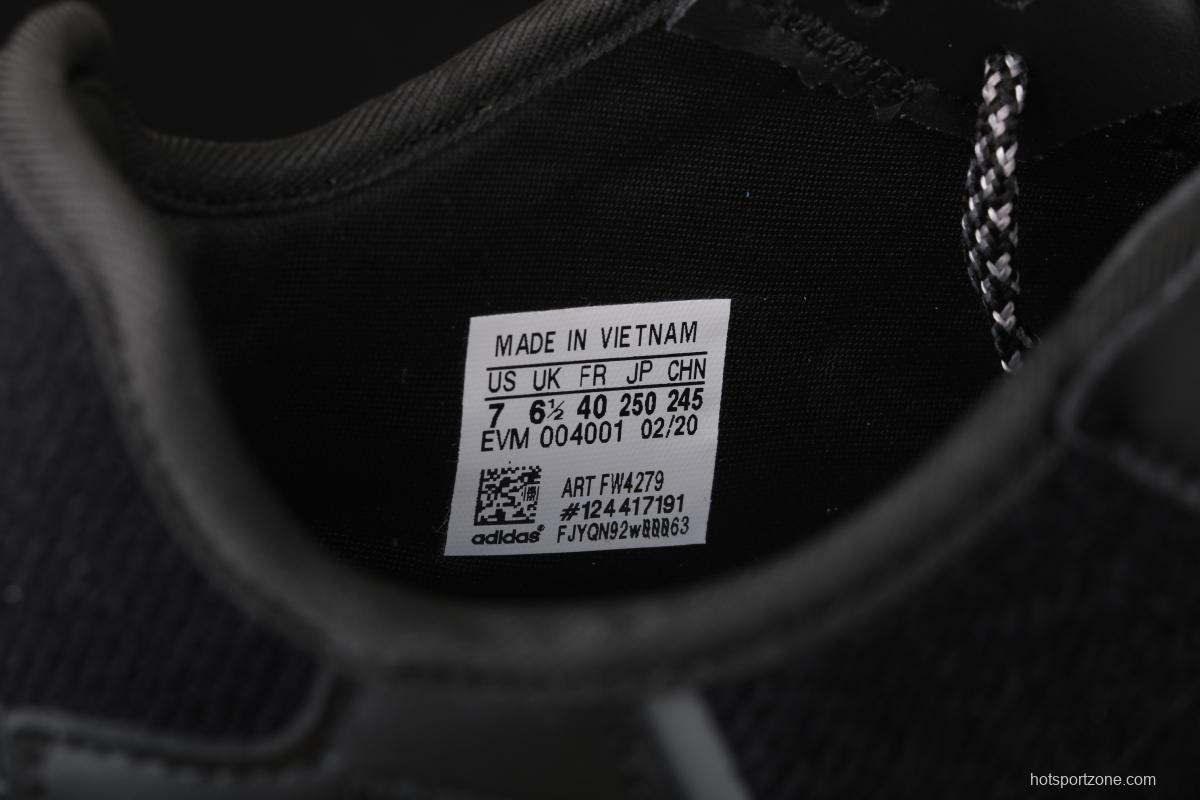 MADE IN VIETNAM
US UK FR JP CHN
7 6½ 40 250 245
EVM 004001 02/20
ART FW4279
#124417191
adidas®
hotsportzone.com